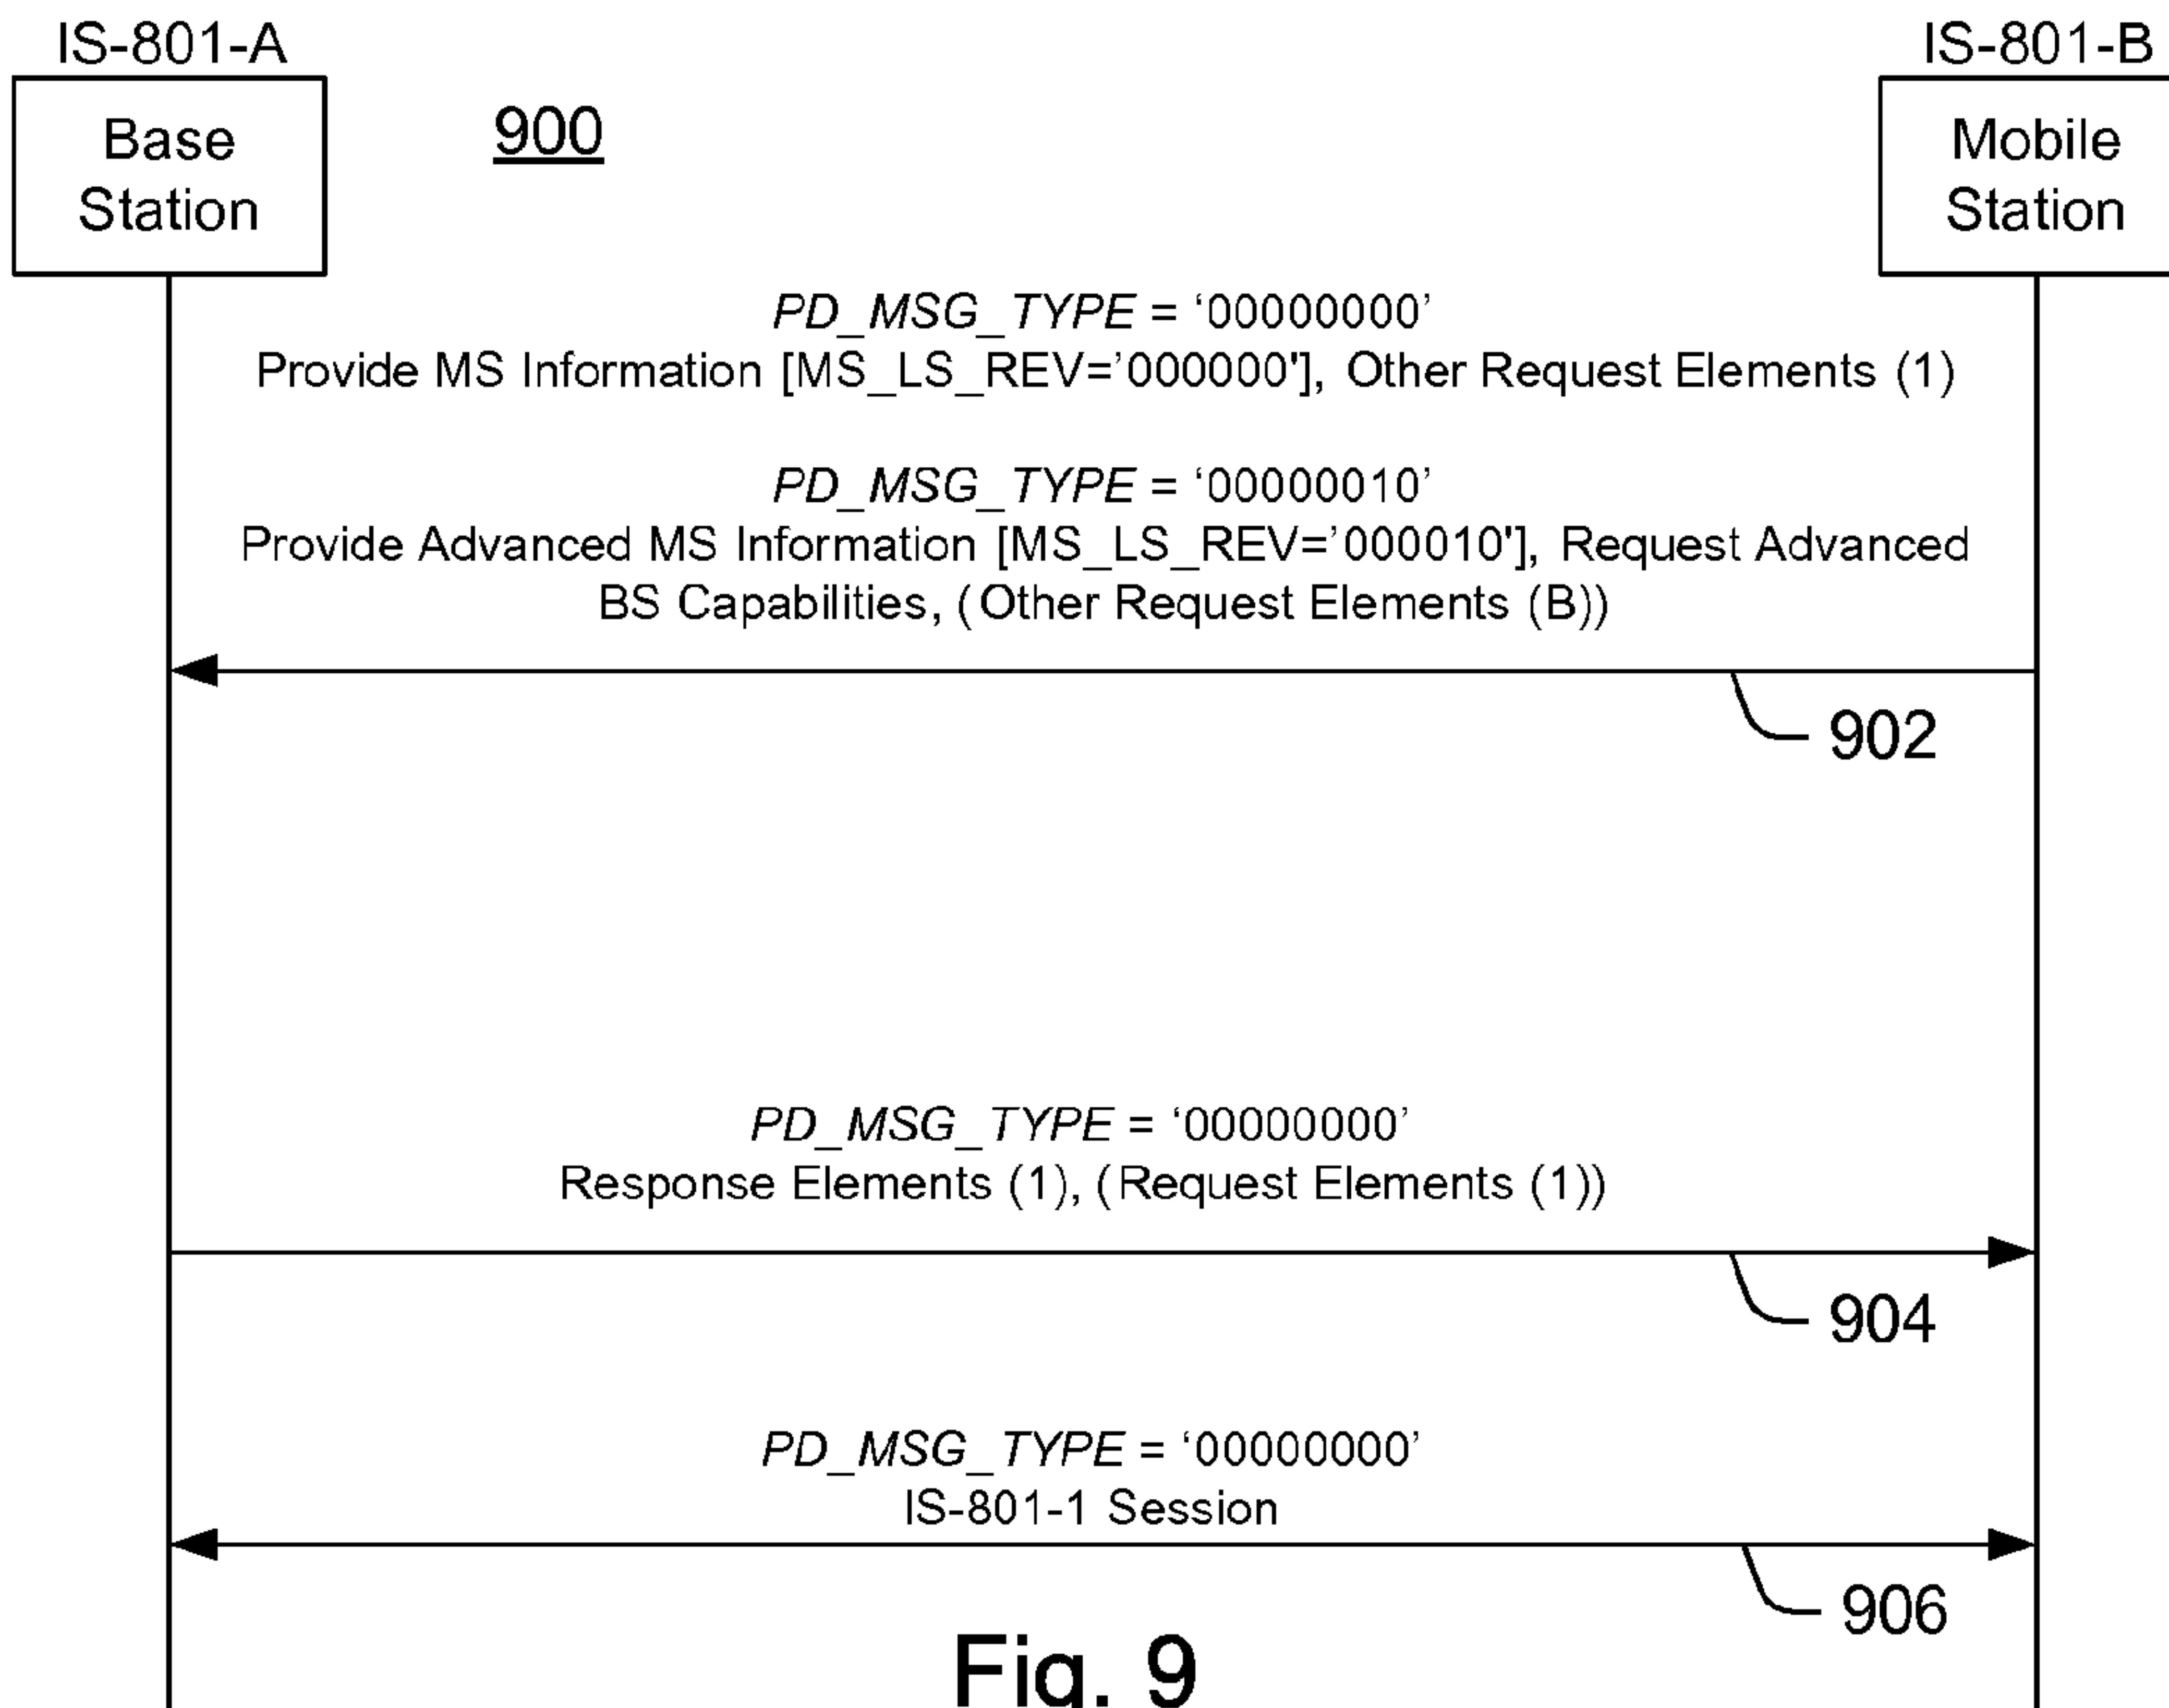 IS-801-A
IS-801-B
Base
Station
900
Mobile
Station
PD_MSG_TYPE = ‘00000000’
Provide MS Information [MS_LS_REV='000000'], Other Request Elements (1)
PD_MSG_TYPE = ‘00000010’
Provide Advanced MS Information [MS_LS_REV=’000010'], Request Advanced
BS Capabilities, (Other Request Elements (B))
902
PD_MSG_TYPE = ‘00000000’
Response Elements (1), (Request Elements (1))
904
PD_MSG_TYPE = ‘00000000’
IS-801-1 Session
906
Fig. 9